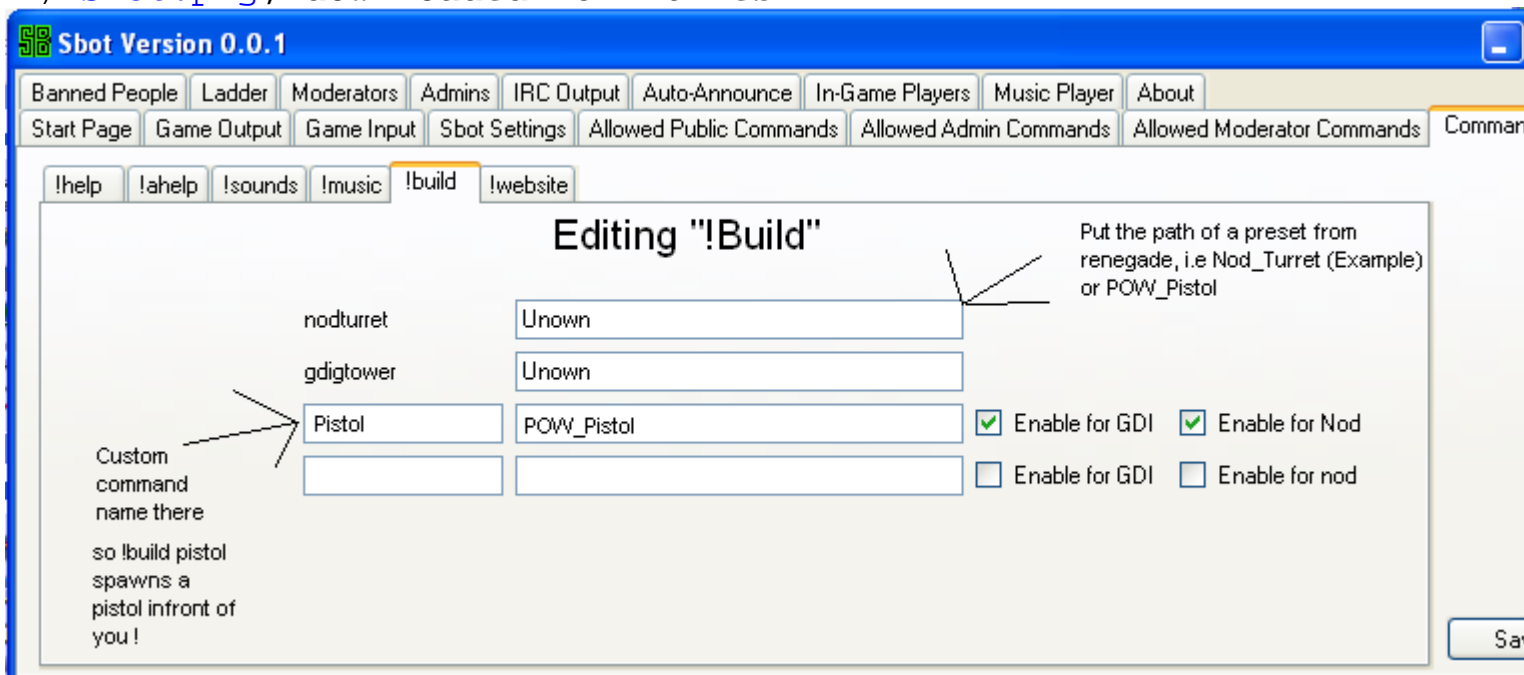 Sbot Version 0.0.1
Banned People Ladder Moderators Admins IRC Output Auto-Announce In-Game Players Music Player About
Start Page Game Output Game Input Sbot Settings Allowed Public Commands Allowed Admin Commands Allowed Moderator Commands Comman
!help !ahelp !sounds !music !build !website
Editing "!Build"
Put the path of a preset from
renegade, i.e Nod_Turret (Example)
or POW_Pistol
nodturret Unown
gdigtower Unown
Pistol POW_Pistol Enable for GDI Enable for Nod
Enable for GDI Enable for nod
Custom
command
name there
so !build pistol
spawns a
pistol infront of
you !
Sav